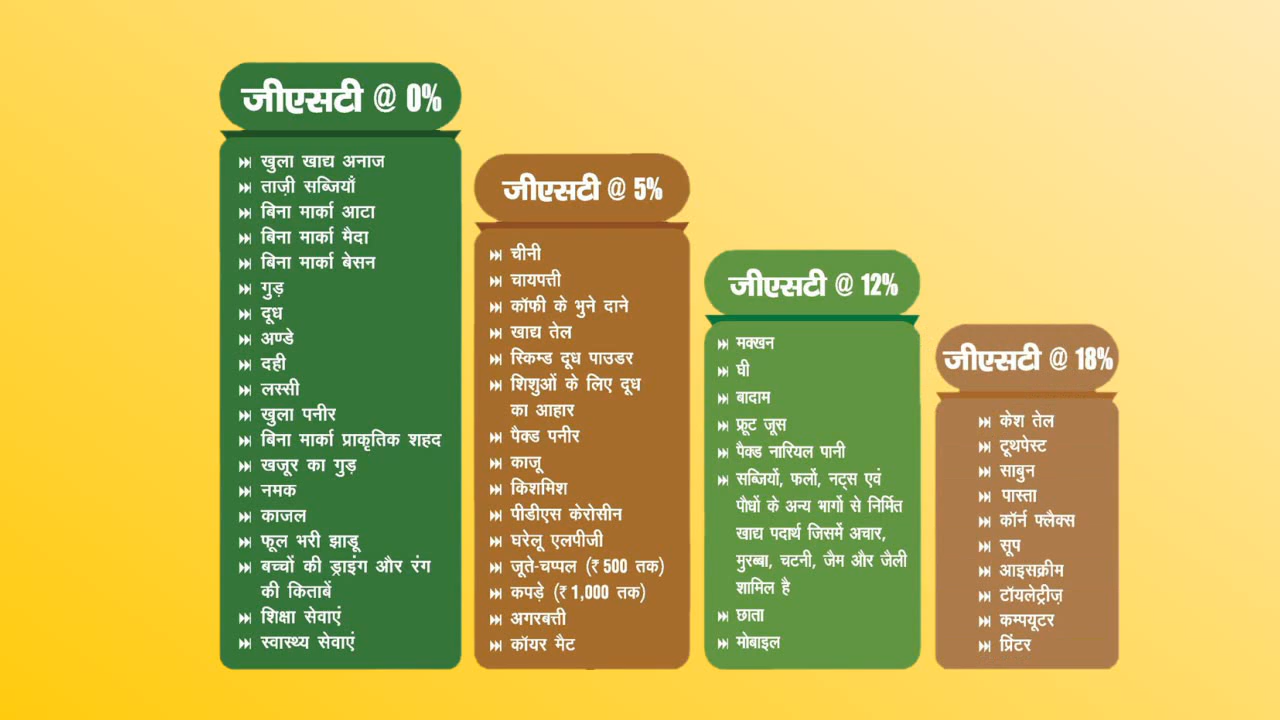 जीएसटी @ 0%
खुला खाद्य अनाज
ताज़ी सब्जियाँ
बिना मार्का आटा
बिना मार्का मैदा
बिना मार्का बेसन
गुड़
दूध
अण्डे
दही
लस्सी
खुला पनीर
बिना मार्का प्राकृतिक शहद
खजूर का गुड़
नमक
काजल
फूल भरी झाडू
बच्चों की ड्राइंग और रंग
की किताबें
शिक्षा सेवाएं
स्वास्थ्य सेवाएं
जीएसटी @ 5%
चीनी
चायपत्ती
कॉफी के भुने दाने
खाद्य तेल
स्किम्ड दूध पाउडर
शिशुओं के लिए दूध
का आहार
पैक्ड पनीर
काजू
किशमिश
पीडीएस केरोसीन
घरेलू एलपीजी
जूते-चप्पल (₹ 500 तक)
कपड़े (₹ 1,000 तक)
अगरबत्ती
कॉयर मैट
जीएसटी @ 12%
मक्खन
घी
बादाम
फ्रूट जूस
पैक्ड नारियल पानी
सब्जियों, फलों, नट्स एवं
पौधों के अन्य भागों से निर्मित
खाद्य पदार्थ जिसमें अचार,
मुरब्बा, चटनी, जैम और जैली
शामिल है
छाता
मोबाइल
जीएसटी @ 18%
केश तेल
टूथपेस्ट
साबुन
पास्ता
कॉर्न फ्लैक्स
सूप
आइसक्रीम
टॉयलेट्रीज़
कम्पयूटर
प्रिंटर